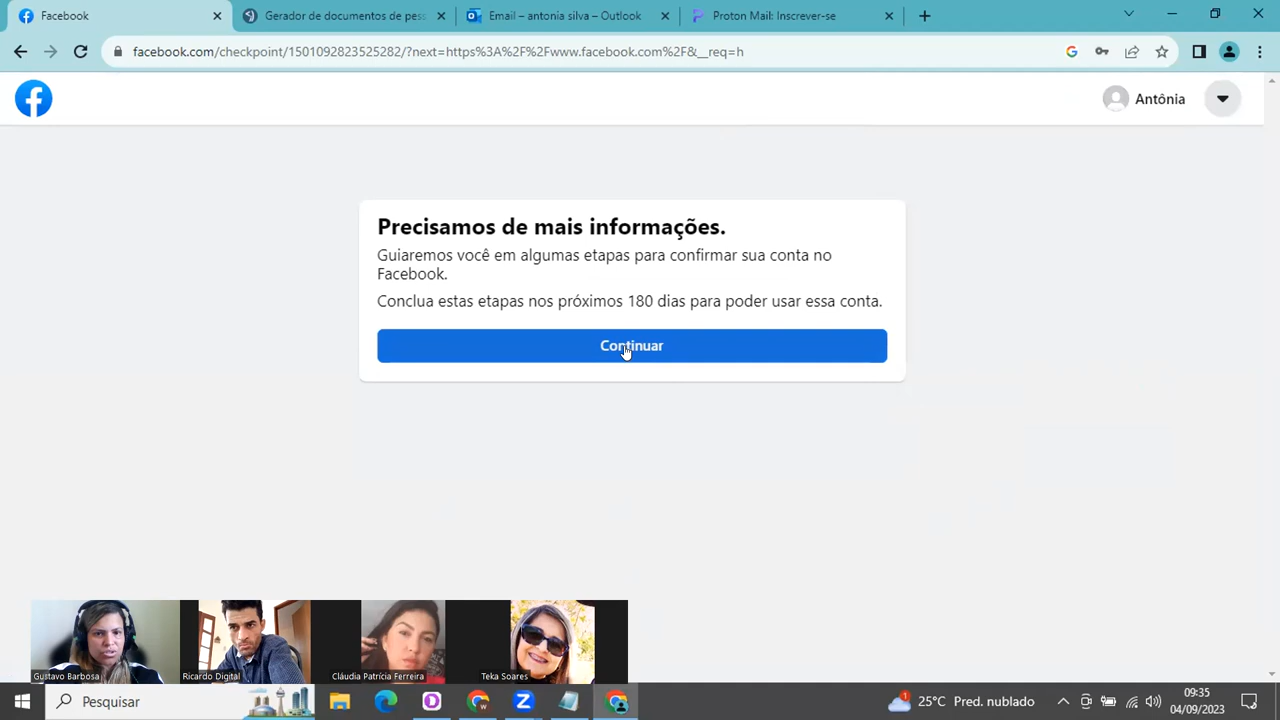 Facebook
Gerador de documentos de pess
Email – antonia silva – Outlook
Proton Mail: Inscrever-se
facebook.com/checkpoint/1501092823525282/?next=https%3A%2F%2Fwww.facebook.com%2F&__req=h
Antônia
Precisamos de mais informações.
Guiaremos você em algumas etapas para confirmar sua conta no
Facebook.
Conclua estas etapas nos próximos 180 dias para poder usar essa conta.
Continuar
Gustavo Barbosa
Ricardo Digital
Cláudia Patrícia Ferreira
Teka Soares
Pesquisar
1
25°C Pred. nublado
09:35
04/09/2023